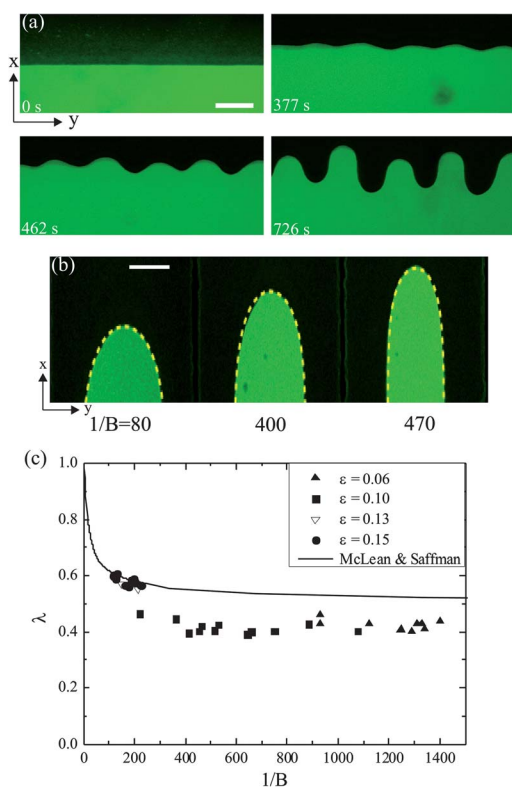 (a)
x
y
0 s
377 s
462 s
726 s
(b)
x
y
1/B=80
400
470
(c)
1.0
0.8
0.6
0.4
0.2
0.0
λ
0
200
400
600
800
1000
1200
1400
1/B
ε = 0.06
ε = 0.10
ε = 0.13
ε = 0.15
McLean & Saffman